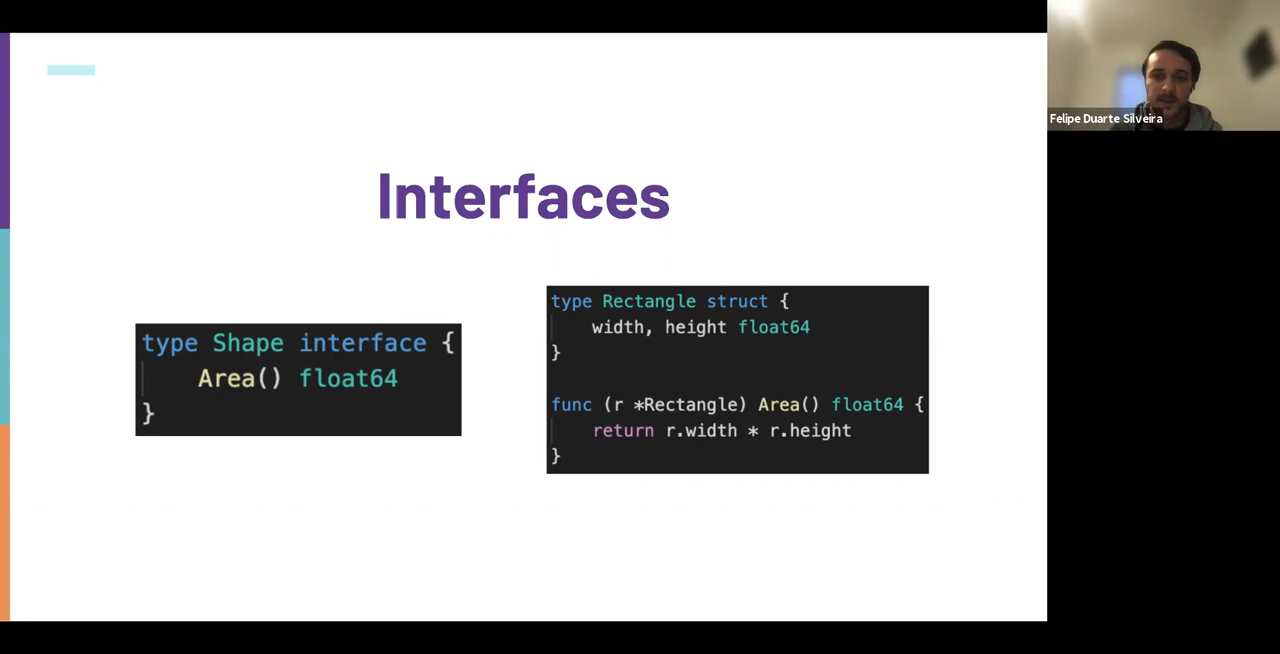 Interfaces
type Shape interface {
    Area() float64
}
type Rectangle struct {
    width, height float64
}

func (r *Rectangle) Area() float64 {
    return r.width * r.height
}
Felipe Duarte Silveira